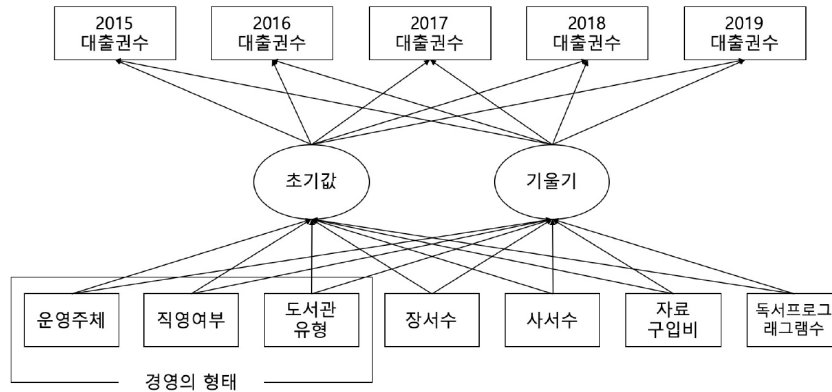 2015
대출권수
2016
대출권수
2017
대출권수
2018
대출권수
2019
대출권수
초기값
기울기
운영주체
직영여부
도서관
유형
장서수
사서수
자료
구입비
독서프로그
래그램수
경영의 형태